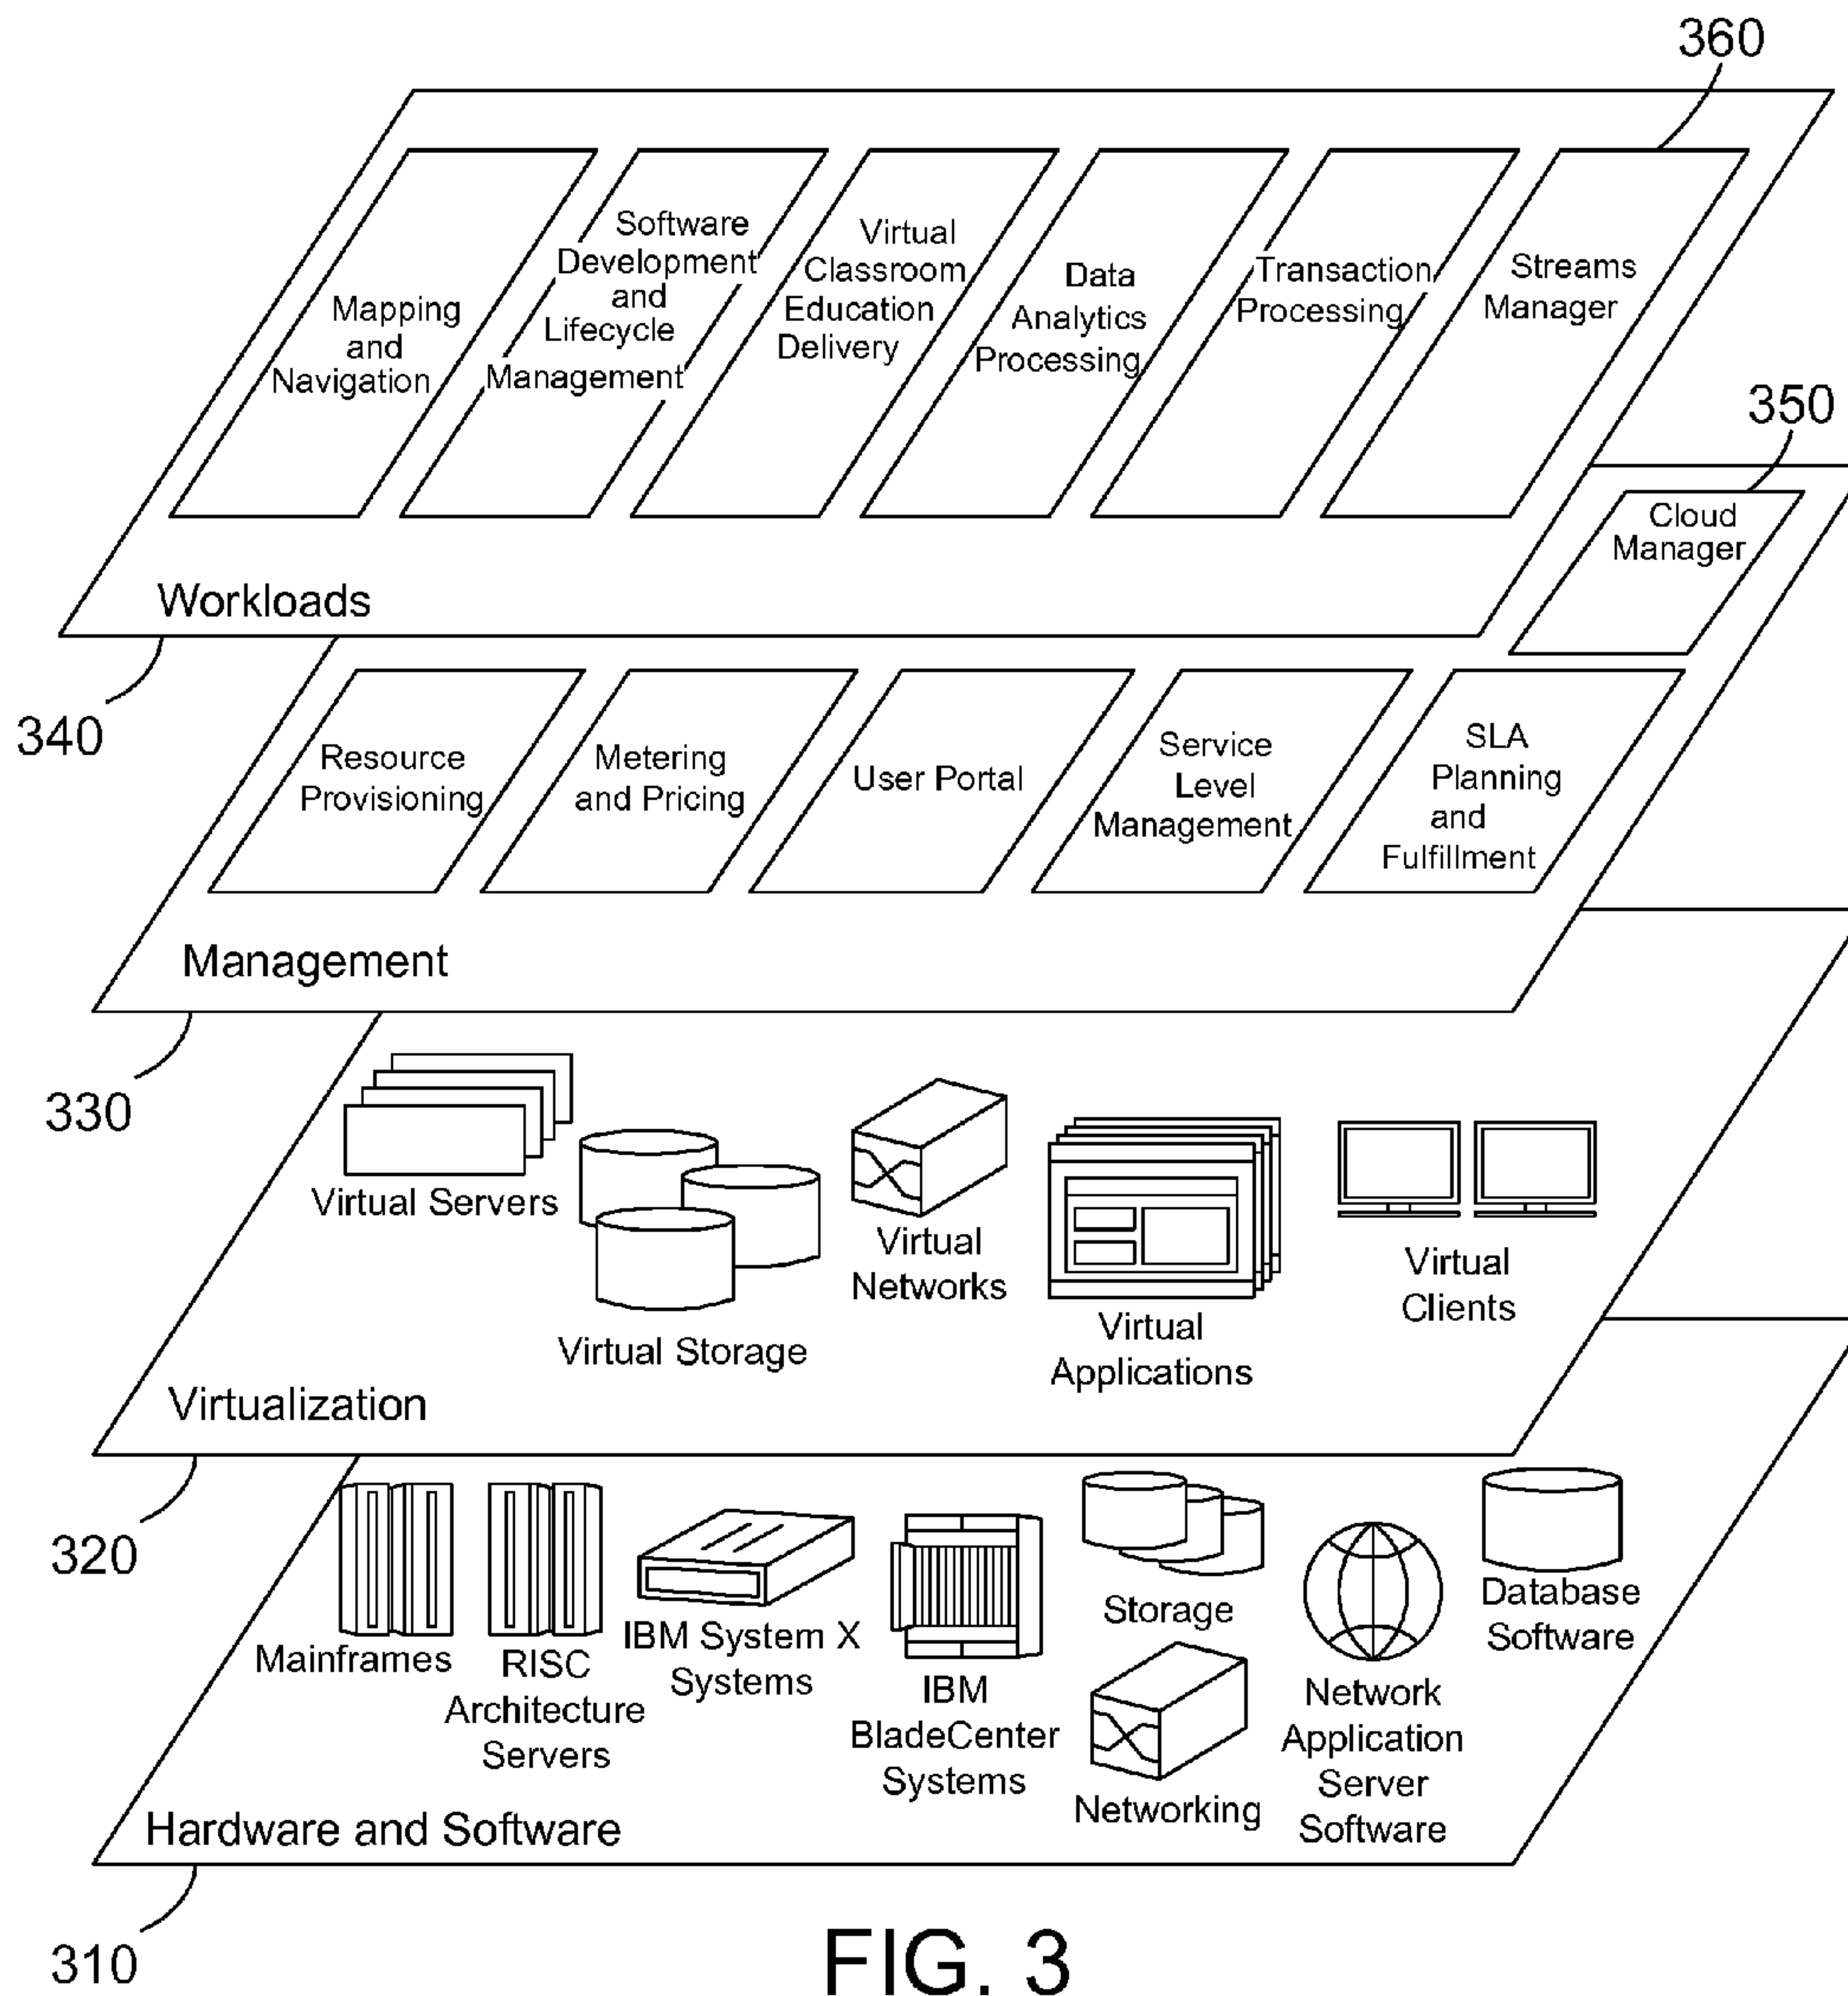 360
Mapping
and
Navigation
Software
Development
and
Lifecycle
Management
Virtual
Classroom
Education
Delivery
Data
Analytics
Processing
Transaction
Processing
Streams
Manager
350
Cloud
Manager
Workloads
340
Resource
Provisioning
Metering
and Pricing
User Portal
Service
Level
Management
SLA
Planning
and
Fulfillment
Management
330
Virtual Servers
Virtual Storage
Virtual
Networks
Virtual
Applications
Virtual
Clients
Virtualization
320
Mainframes
RISC
Architecture
Servers
IBM System X
Systems
IBM
BladeCenter
Systems
Storage
Networking
Network
Application
Server
Software
Database
Software
Hardware and Software
310
FIG. 3